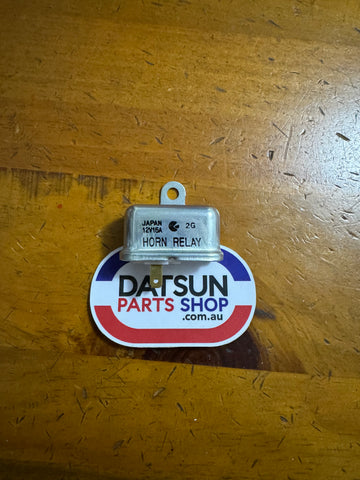 JAPAN 2G
12V15A
HORN RELAY
DATSUN
PARTS SHOP
.com.au